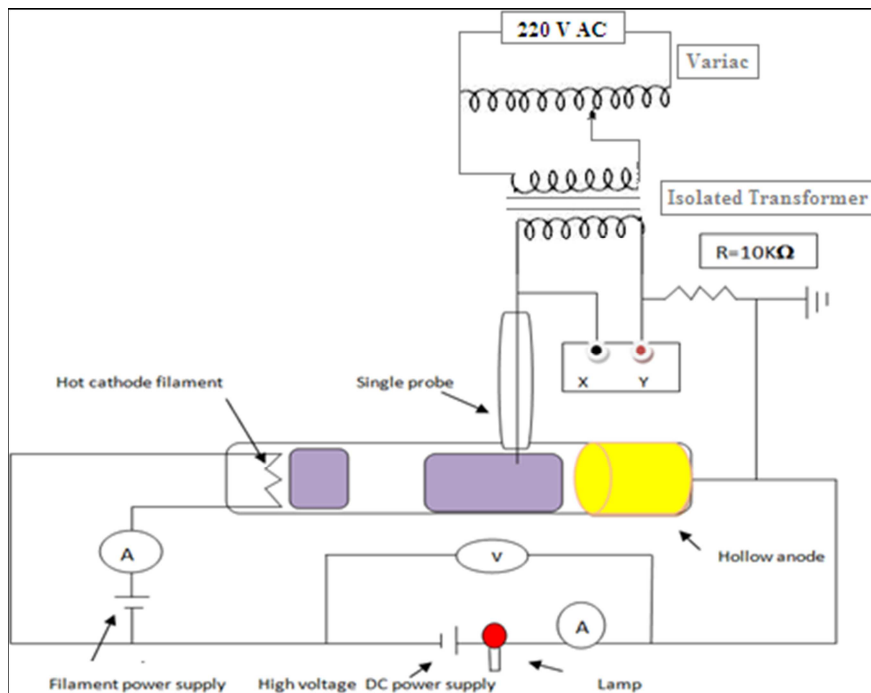 220 V AC
Variac
Isolated Transformer
R=10KΩ
X Y
Hot cathode filament
Single probe
A
v
Hollow anode
A
Filament power supply
High voltage DC power supply
Lamp